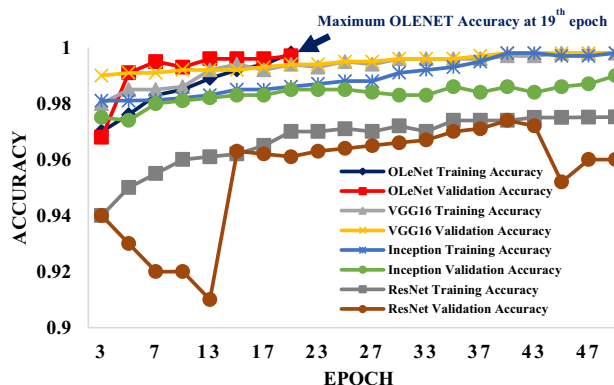 Maximum OLENET Accuracy at 19th epoch
1
0.98
0.96
0.94
0.92
0.9
ACCURACY
OLeNet Training Accuracy
OLeNet Validation Accuracy
VGG16 Training Accuracy
VGG16 Validation Accuracy
Inception Training Accuracy
Inception Validation Accuracy
ResNet Training Accuracy
ResNet Validation Accuracy
3 7 13 17 23 27 33 37 43 47
EPOCH